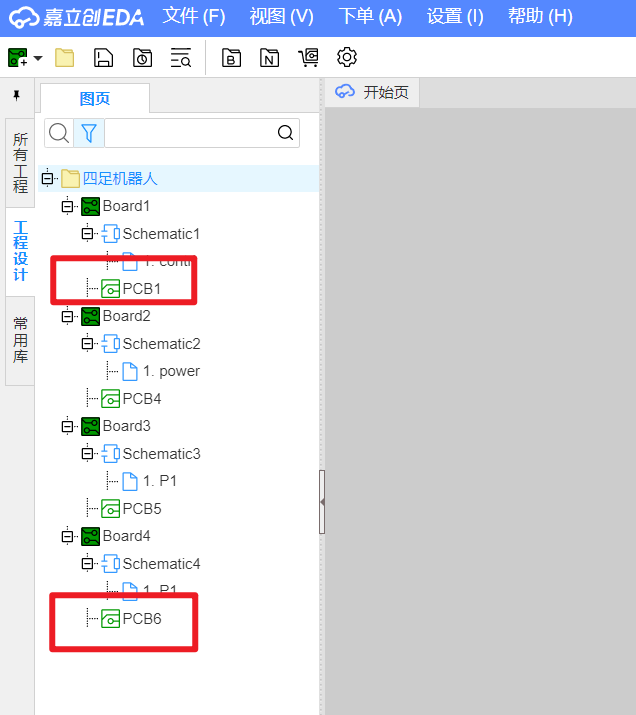 嘉立创EDA 文件 (F) 视图 (V) 下单 (A) 设置 (I) 帮助 (H)
B N
图页 开始页
所有工程
工程设计
常用库
四足机器人
Board1
Schematic1
PCB1
Board2
Schematic2
1. power
PCB4
Board3
Schematic3
1. P1
PCB5
Board4
Schematic4
1. P1
PCB6